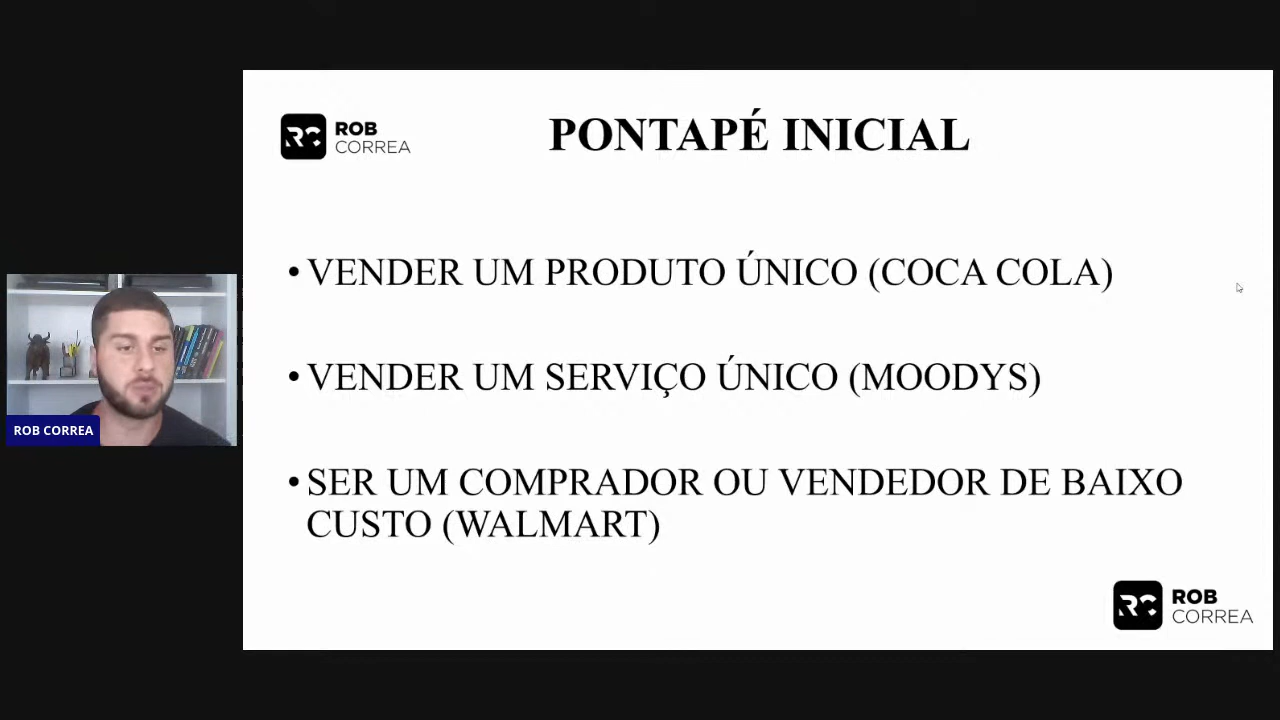 ROB
CORREA
PONTAPÉ INICIAL
• VENDER UM PRODUTO ÚNICO (COCA COLA)
• VENDER UM SERVIÇO ÚNICO (MOODYS)
• SER UM COMPRADOR OU VENDEDOR DE BAIXO
CUSTO (WALMART)
ROB CORREA
ROB
CORREA